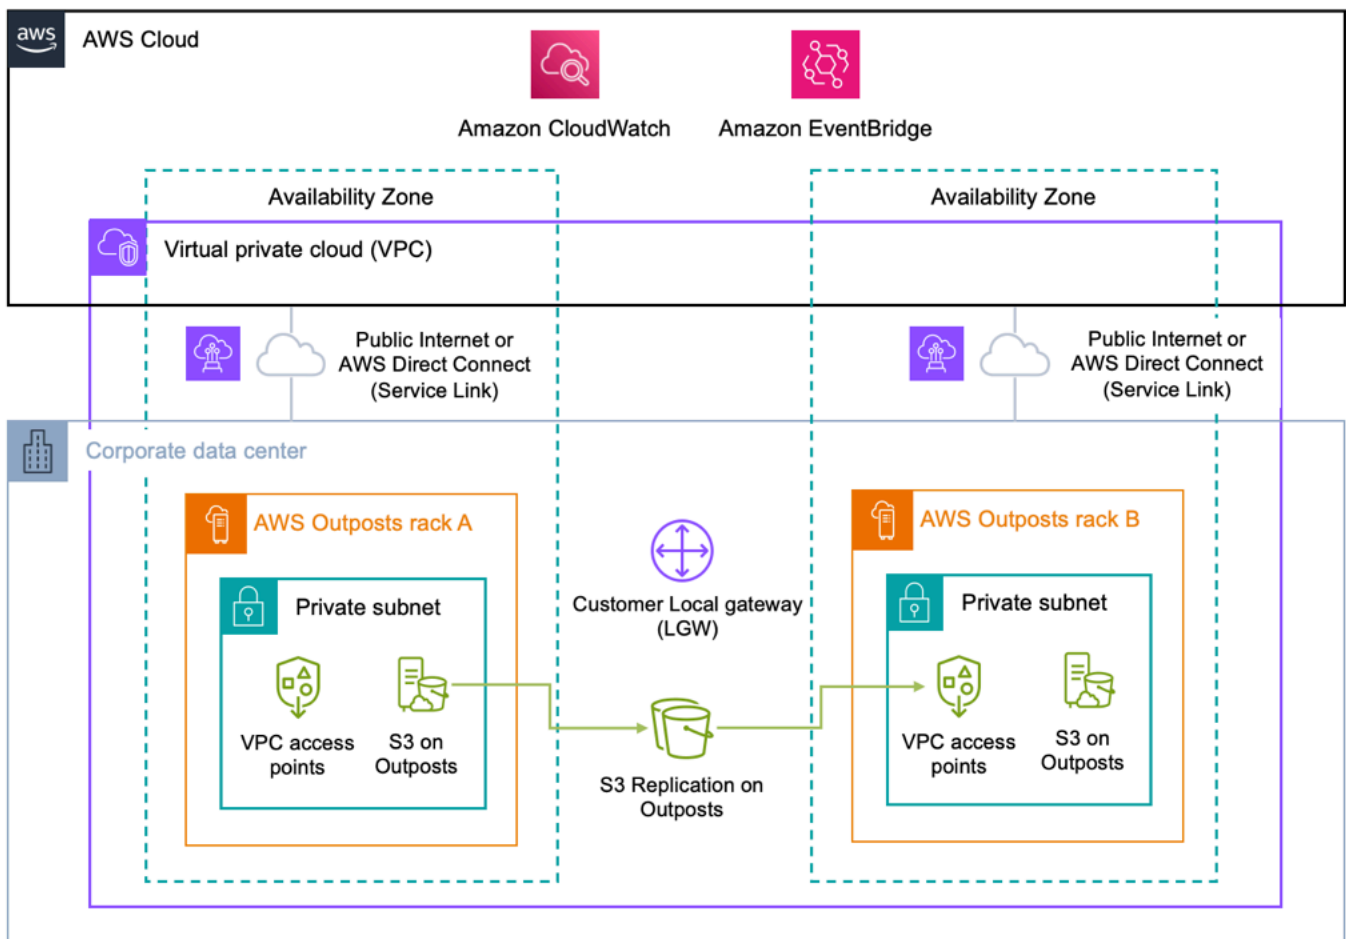 aws
AWS Cloud
Amazon CloudWatch
Amazon EventBridge
Availability Zone
Availability Zone
Virtual private cloud (VPC)
Public Internet or
AWS Direct Connect
(Service Link)
Public Internet or
AWS Direct Connect
(Service Link)
Corporate data center
AWS Outposts rack A
AWS Outposts rack B
Private subnet
Customer Local gateway
(LGW)
Private subnet
VPC access
points
S3 on
Outposts
S3 Replication on
Outposts
VPC access
points
S3 on
Outposts